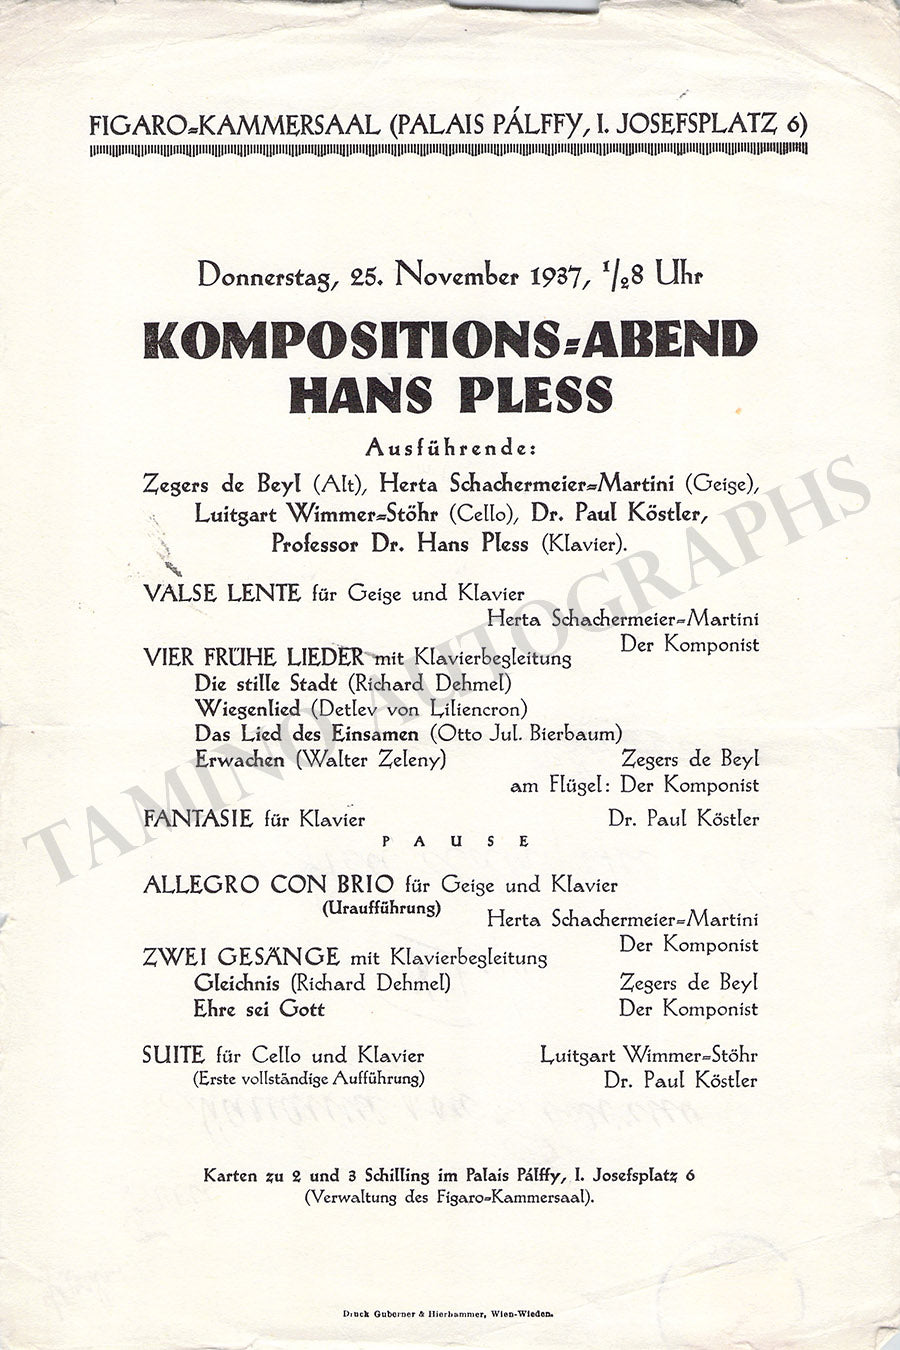 FIGARO=KAMMERSAAL (PALAIS PÁLFFY, I. JOSEFSPLATZ 6)
Donnerstag, 25. November 1937, 1/28 Uhr
KOMPOSITIONS=ABEND
HANS PLESS
Ausführende:
Zegers de Beyl (Alt), Herta Schachermeier=Martini (Geige),
Luitgart Wimmer=Stöhr (Cello), Dr. Paul Köstler,
Professor Dr. Hans Pless (Klavier).
VALSE LENTE für Geige und Klavier
Herta Schachermeier=Martini
Der Komponist
VIER FRÜHE LIEDER mit Klavierbegleitung
Die stille Stadt (Richard Dehmel)
Wiegenlied (Detlev von Liliencron)
Das Lied des Einsamen (Otto Jul. Bierbaum)
Erwachen (Walter Zeleny) Zegers de Beyl
am Flügel: Der Komponist
FANTASIE für Klavier Dr. Paul Köstler
PAUSE
ALLEGRO CON BRIO für Geige und Klavier
(Uraufführung)
Herta Schachermeier=Martini
Der Komponist
ZWEI GESÄNGE mit Klavierbegleitung
Gleichnis (Richard Dehmel) Zegers de Beyl
Ehre sei Gott Der Komponist
SUITE für Cello und Klavier Luitgart Wimmer=Stöhr
(Erste vollständige Aufführung) Dr. Paul Köstler
Karten zu 2 und 3 Schilling im Palais Pálffy, I. Josefsplatz 6
(Verwaltung des Figaro=Kammersaal).
Druck Guberner & Hierhammer, Wien-Wieden.
TAMINO AUTOGRAPHS